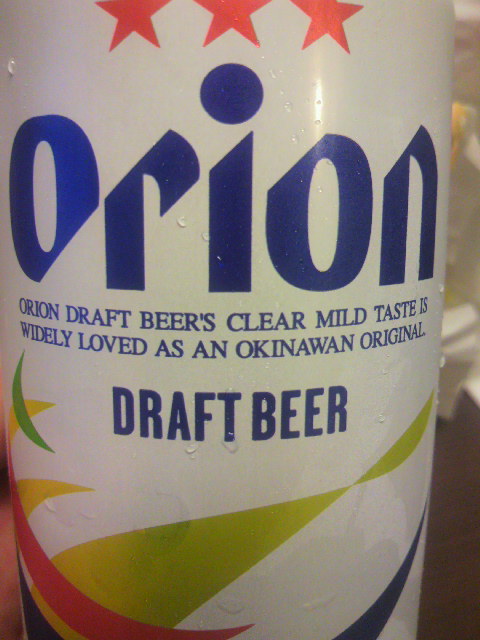 orion
ORION DRAFT BEER'S CLEAR MILD TASTE IS
WIDELY LOVED AS AN OKINAWAN ORIGINAL.
DRAFT BEER